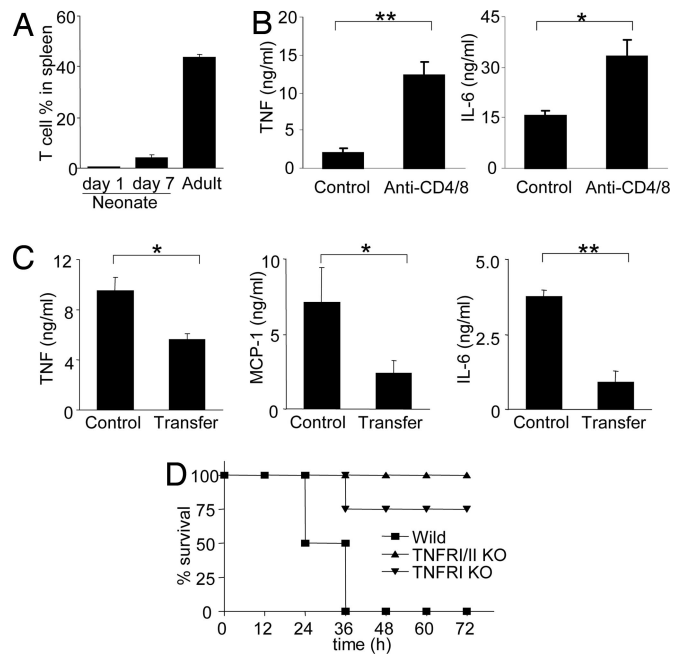 A
T cell % in spleen
60
40
20
0
day 1 day 7 Adult
Neonate
B
TNF (ng/ml)
20
15
10
5
0
**
Control Anti-CD4/8
IL-6 (ng/ml)
45
30
15
0
*
Control Anti-CD4/8
C
TNF (ng/ml)
12
8
4
0
*
Control Transfer
MCP-1 (ng/ml)
10
5
0
*
Control Transfer
IL-6 (ng/ml)
5.0
2.5
0
**
Control Transfer
D
% survival
100
75
50
25
0
Wild
TNFRI/II KO
TNFRI KO
0 12 24 36 48 60 72
time (h)